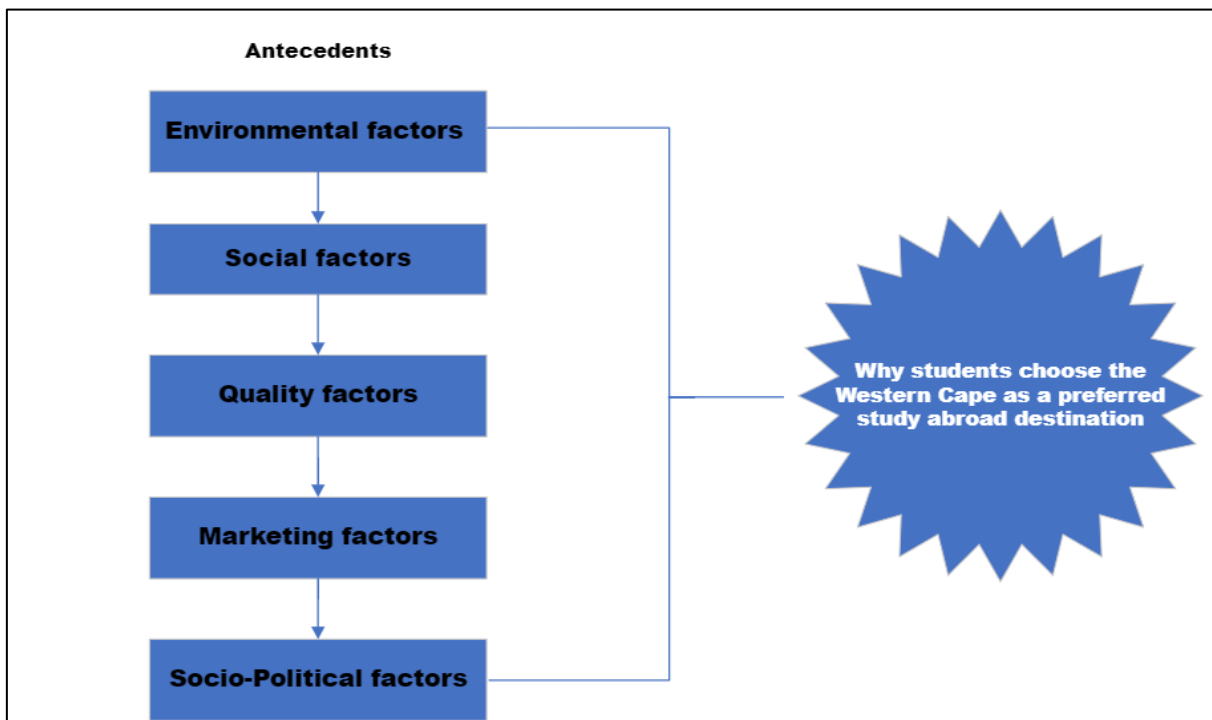 Antecedents
Environmental factors
Social factors
Quality factors
Marketing factors
Socio-Political factors
Why students choose the
Western Cape as a preferred
study abroad destination